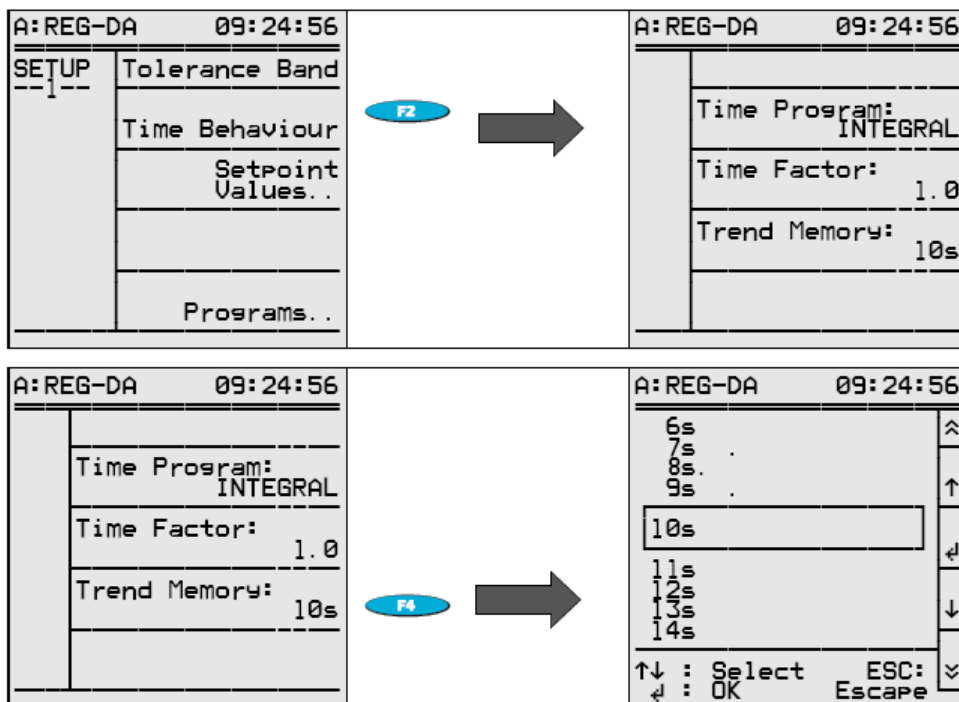 A:REG-DA 09:24:56
SETUP
--1--
Tolerance Band
Time Behaviour
Setpoint
Values..
Programs..
F2
A:REG-DA 09:24:56
Time Program:
INTEGRAL
Time Factor:
1.0
Trend Memory:
10s
A:REG-DA 09:24:56
Time Program:
INTEGRAL
Time Factor:
1.0
Trend Memory:
10s
F4
A:REG-DA 09:24:56
6s
7s .
8s.
9s .
10s
11s
12s
13s
14s
↑↓ : Select ESC:
↵ : OK Escape